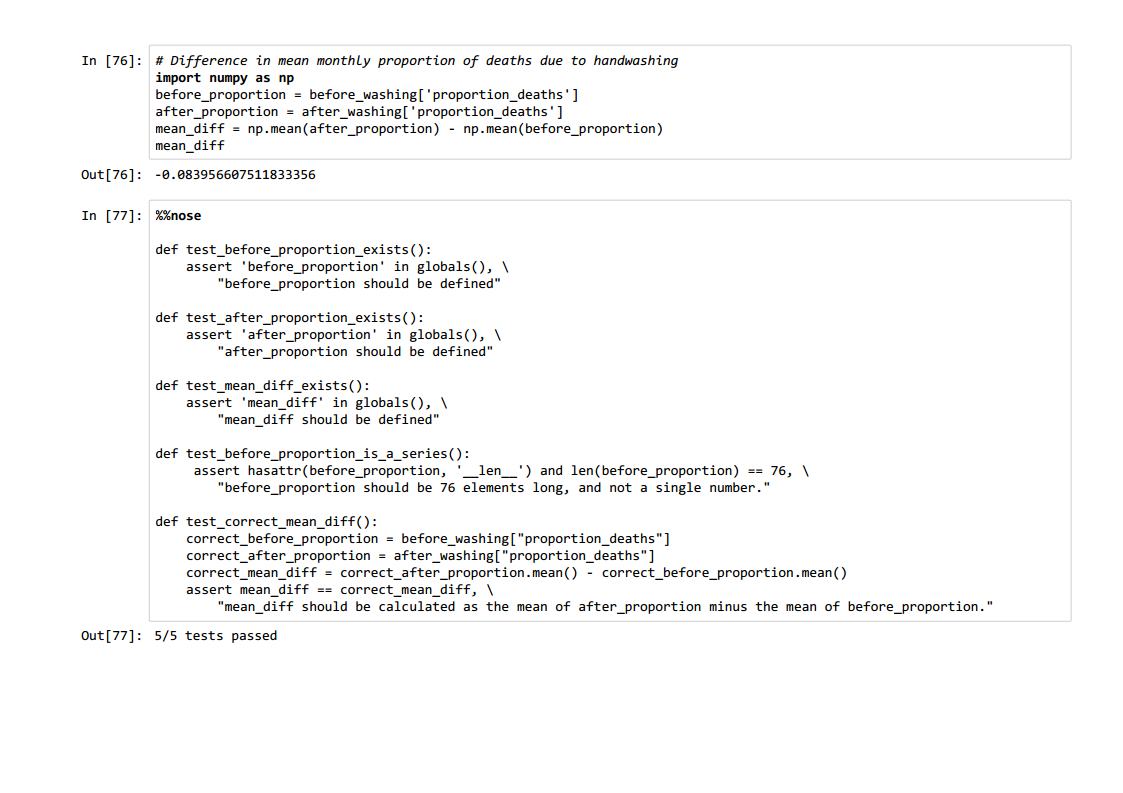 In [76]: # Difference in mean monthly proportion of deaths due to handwashing
import numpy as np
before_proportion = before_washing['proportion_deaths']
after_proportion = after_washing['proportion_deaths']
mean_diff = np.mean(after_proportion) - np.mean(before_proportion)
mean_diff
Out[76]: -0.083956607511833356
In [77]: %%nose
def test_before_proportion_exists():
    assert 'before_proportion' in globals(), \
        "before_proportion should be defined"
def test_after_proportion_exists():
    assert 'after_proportion' in globals(), \
        "after_proportion should be defined"
def test_mean_diff_exists():
    assert 'mean_diff' in globals(), \
        "mean_diff should be defined"
def test_before_proportion_is_a_series():
     assert hasattr(before_proportion, '__len__') and len(before_proportion) == 76, \
        "before_proportion should be 76 elements long, and not a single number."
def test_correct_mean_diff():
    correct_before_proportion = before_washing["proportion_deaths"]
    correct_after_proportion = after_washing["proportion_deaths"]
    correct_mean_diff = correct_after_proportion.mean() - correct_before_proportion.mean()
    assert mean_diff == correct_mean_diff, \
        "mean_diff should be calculated as the mean of after_proportion minus the mean of before_proportion."
Out[77]: 5/5 tests passed